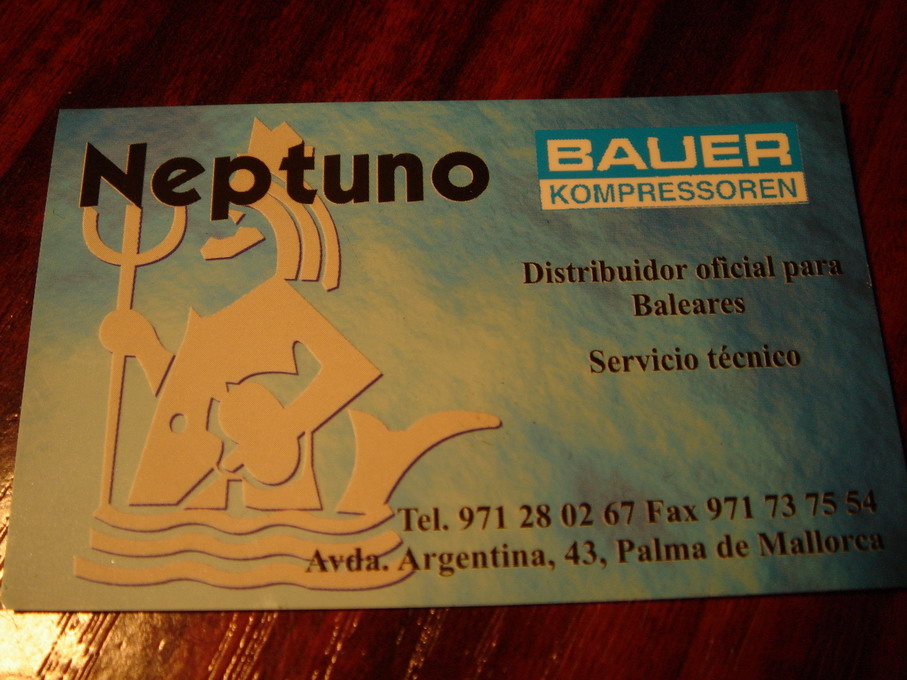 Neptuno
BAUER
KOMPRESSOREN
Distribuidor oficial para
Baleares
Servicio técnico
Tel. 971 28 02 67 Fax 971 73 75 54
Avda. Argentina, 43, Palma de Mallorca